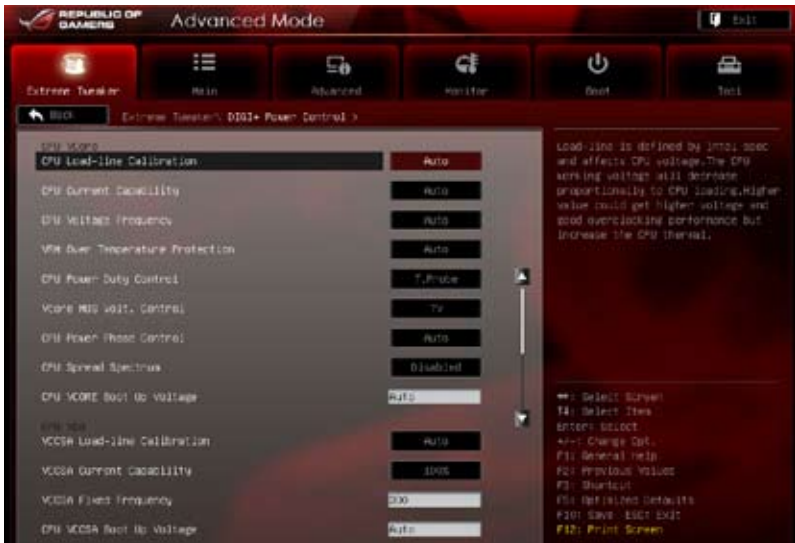 REPUBLIC OF
GAMERS
Advanced Mode
Exit
Extreme Tweaker
Main
Advanced
Monitor
Boot
Tool
Back
Extreme Tweaker\ DIGI+ Power Control >
CPU VCore
CPU Load-line Calibration Auto
CPU Current Capability Auto
CPU Voltage Frequency Auto
VRM Over Temperature Protection Auto
CPU Power Duty Control T.Probe
Vcore MOS volt. Control 7V
CPU Power Phase Control Auto
CPU Spread Spectrum Disabled
CPU VCORE Boot Up Voltage Auto
VCCSA Load-line Calibration Auto
VCCSA Current Capability 100%
VCCSA Fixed Frequency 300
CPU VCCSA Boot Up Voltage Auto
Load-line is defined by Intel spec
and affects CPU voltage.The CPU
working voltage will decrease
proportionally to CPU loading.Higher
value could get higher voltage and
good overclocking performance but
increase the CPU thermal.
: Select Screen
: Select Item
Enter: Select
+/-: Change Opt.
F1: General Help
F2: Previous Values
F3: Shortcut
F5: Optimized Defaults
F10: Save ESC: Exit
F12: Print Screen